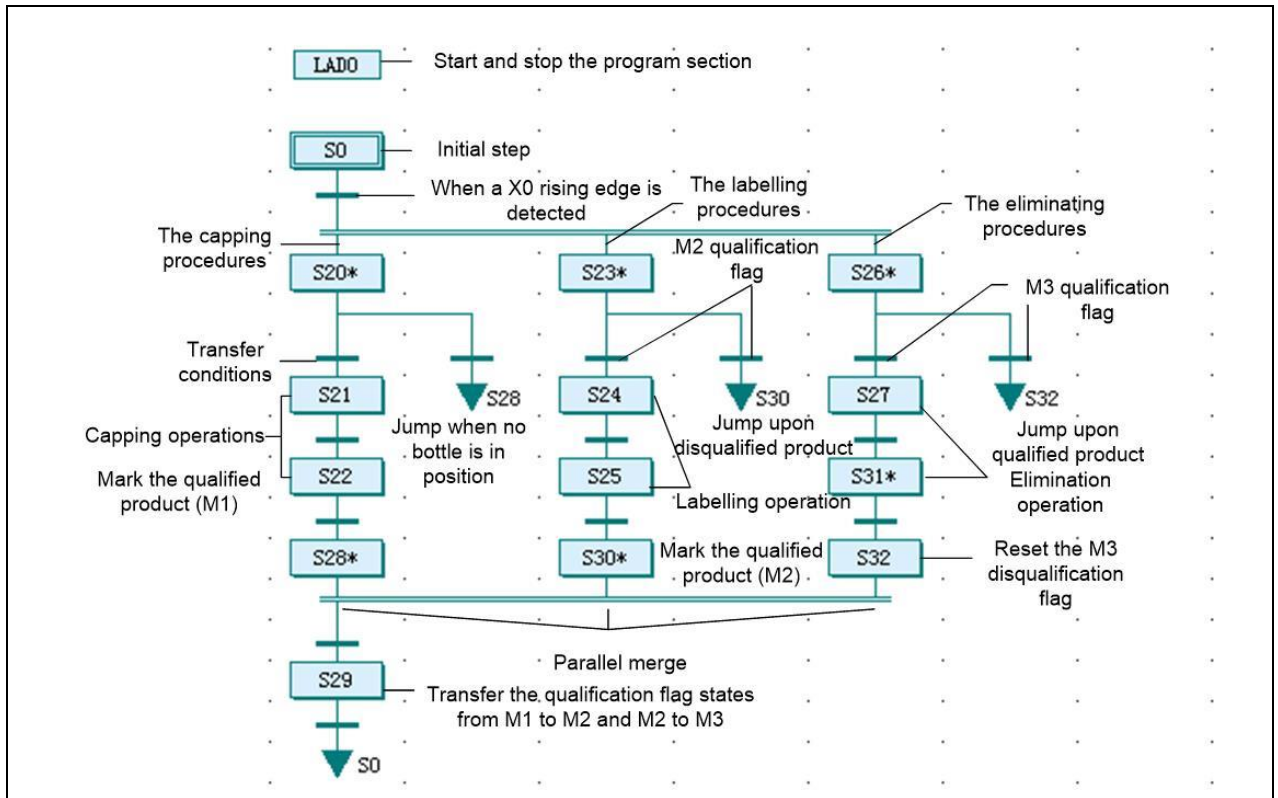 LAD0
Start and stop the program section
S0
Initial step
When a X0 rising edge is
detected
The labelling
procedures
The eliminating
procedures
The capping
procedures
M2 qualification
flag
S20*
S23*
S26*
M3 qualification
flag
Transfer
conditions
S21
S28
S24
S30
S27
S32
Capping operations
Jump when no
bottle is in
position
Jump upon
disqualified product
Jump upon
qualified product
Mark the qualified
product (M1)
S22
S25
Labelling operation
S31*
Elimination
operation
S28*
S30*
Mark the qualified
product (M2)
S32
Reset the M3
disqualification
flag
Parallel merge
S29
Transfer the qualification flag states
from M1 to M2 and M2 to M3
S0